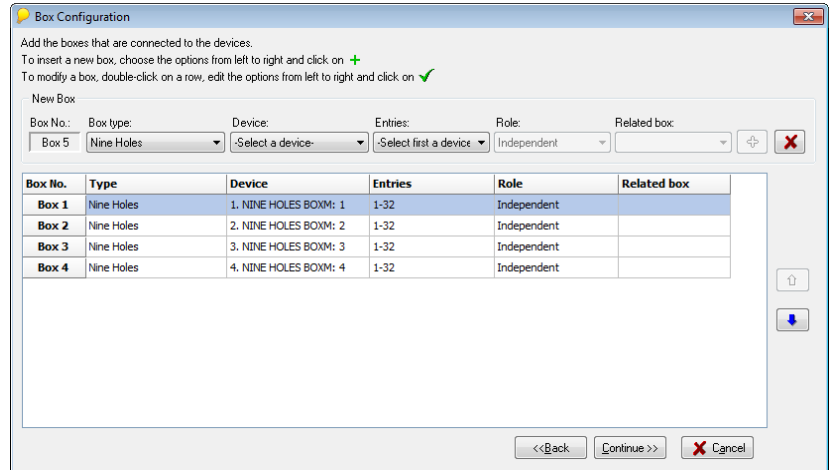 Box Configuration
Add the boxes that are connected to the devices.
To insert a new box, choose the options from left to right and click on
To modify a box, double-click on a row, edit the options from left to right and click on
New Box
Box No.: Box type: Device: Entries: Role: Related box:
Box 5 Nine Holes -Select a device- -Select first a device Independent
Box No. Type Device Entries Role Related box
Box 1 Nine Holes 1. NINE HOLES BOXM: 1 1-32 Independent
Box 2 Nine Holes 2. NINE HOLES BOXM: 2 1-32 Independent
Box 3 Nine Holes 3. NINE HOLES BOXM: 3 1-32 Independent
Box 4 Nine Holes 4. NINE HOLES BOXM: 4 1-32 Independent
<<Back Continue >> Cancel